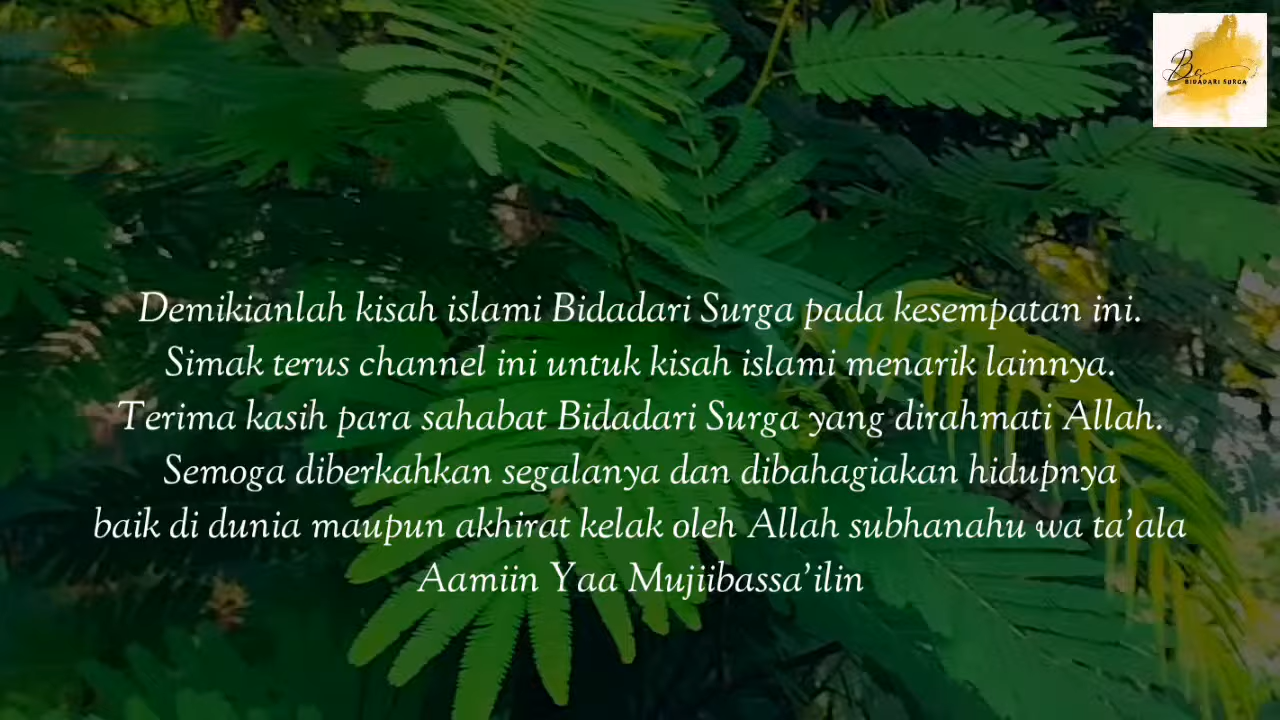 Bs
BIDADARI SURGA
Demikianlah kisah islami Bidadari Surga pada kesempatan ini.
Simak terus channel ini untuk kisah islami menarik lainnya.
Terima kasih para sahabat Bidadari Surga yang dirahmati Allah.
Semoga diberkahkan segalanya dan dibahagiakan hidupnya
baik di dunia maupun akhirat kelak oleh Allah subhanahu wa ta’ala
Aamiin Yaa Mujiibassa’ilin